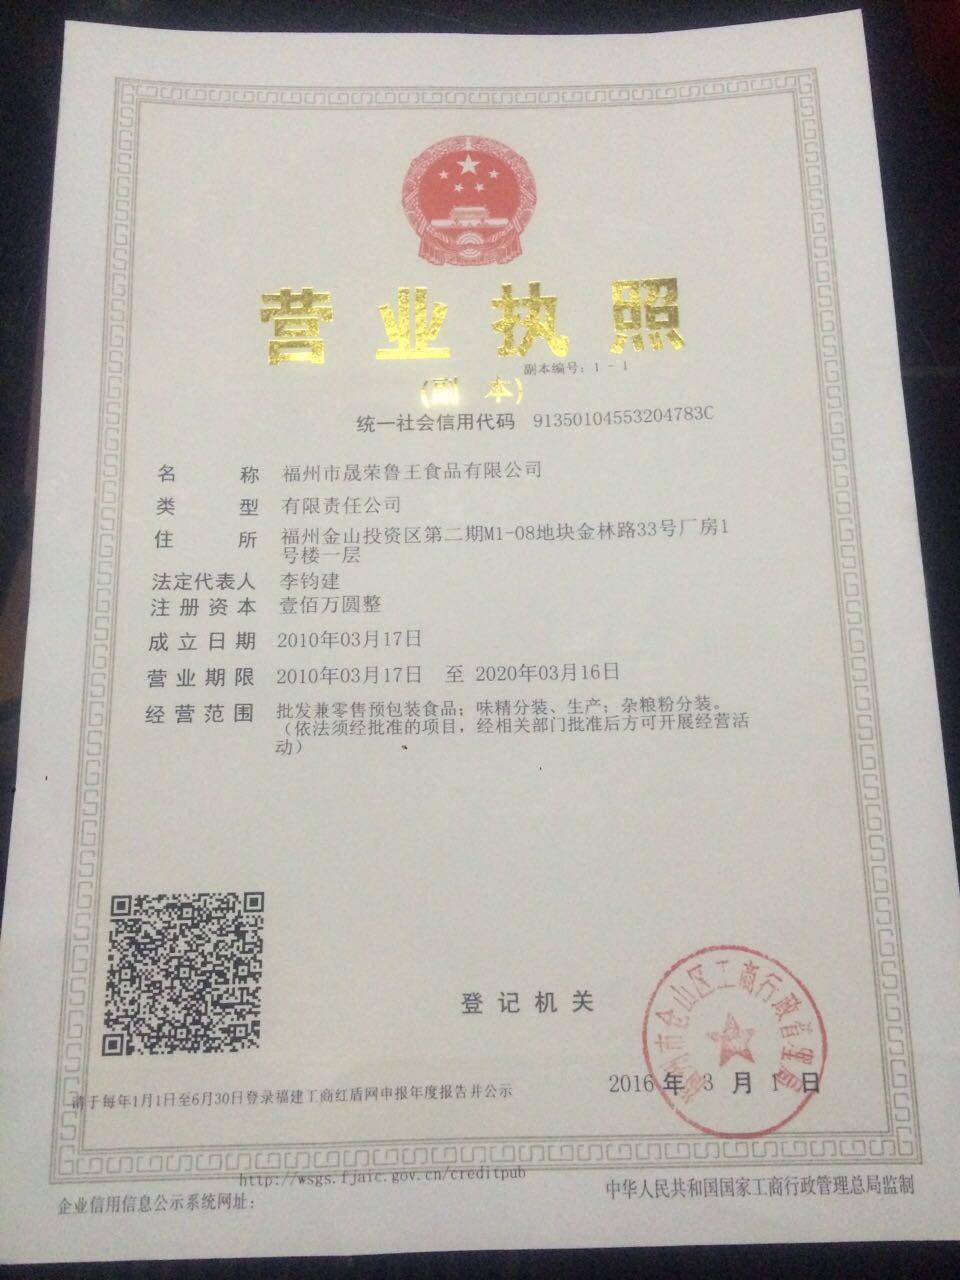 营业执照
(副 本)
副本编号：1-1
统一社会信用代码 91350104553204783C
名 称 福州市晟荣鲁王食品有限公司
类 型 有限责任公司
住 所 福州金山投资区第二期M1-08地块金林路33号厂房1
号楼一层
法定代表人 李钧建
注册资本 壹佰万圆整
成立日期 2010年03月17日
营业期限 2010年03月17日 至 2020年03月16日
经营范围 批发兼零售预包装食品；味精分装、生产；杂粮粉分装。
（依法须经批准的项目，经相关部门批准后方可开展经营活
动）
登记机关
福州市仓山区工商行政管理局
2016年3月1日
请于每年1月1日至6月30日登录福建工商红盾网申报年度报告并公示
http://wsgs.fjaic.gov.cn/creditpub
企业信用信息公示系统网址：
中华人民共和国国家工商行政管理总局监制